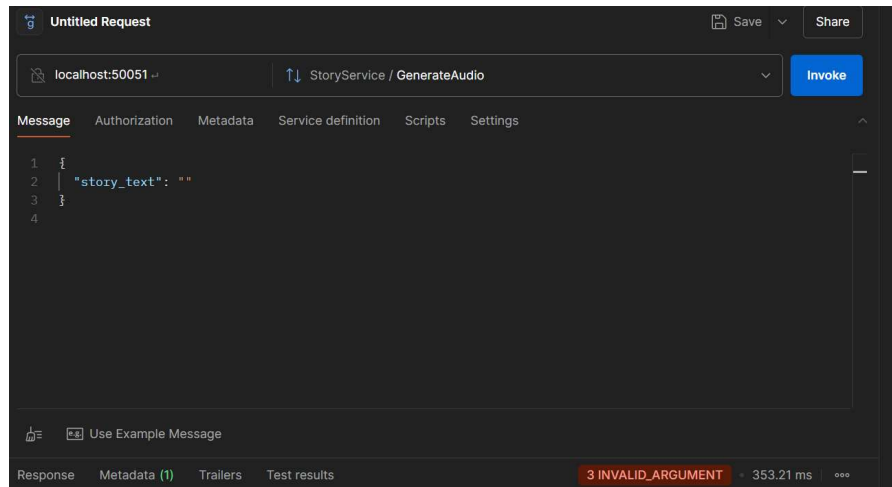 Untitled Request
Save
Share
localhost:50051
StoryService / GenerateAudio
Invoke
Message Authorization Metadata Service definition Scripts Settings
1 {
2 "story_text": ""
3 }
4
Use Example Message
Response Metadata (1) Trailers Test results 3 INVALID_ARGUMENT 353.21 ms